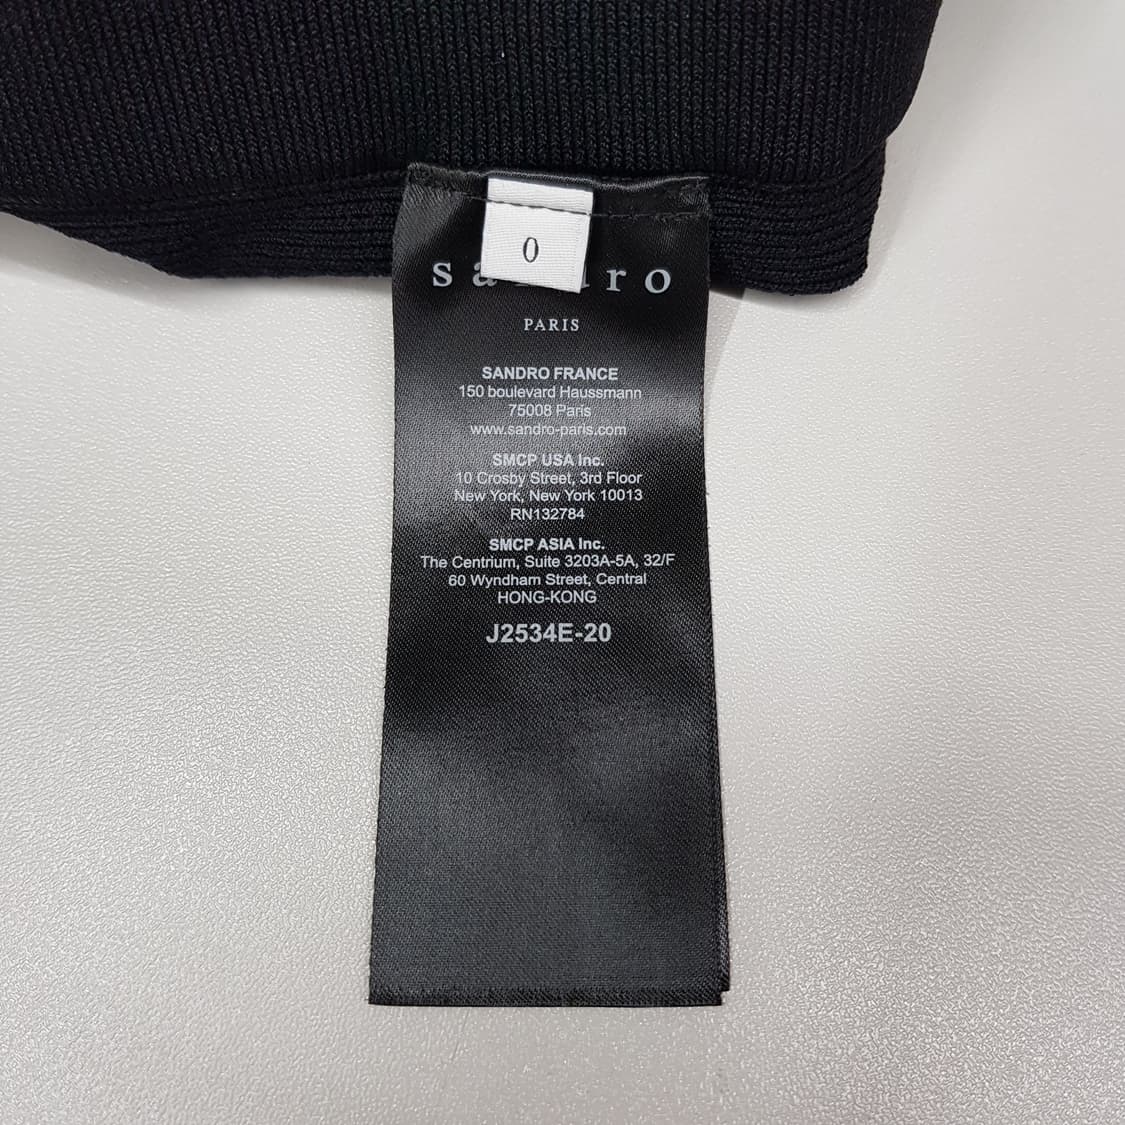 0
PARIS
SANDRO FRANCE
150 boulevard Haussmann
75008 Paris
www.sandro-paris.com
SMCP USA Inc.
10 Crosby Street, 3rd Floor
New York, New York 10013
RN132784
SMCP ASIA Inc.
The Centrium, Suite 3203A-5A, 32/F
60 Wyndham Street, Central
HONG-KONG
J2534E-20